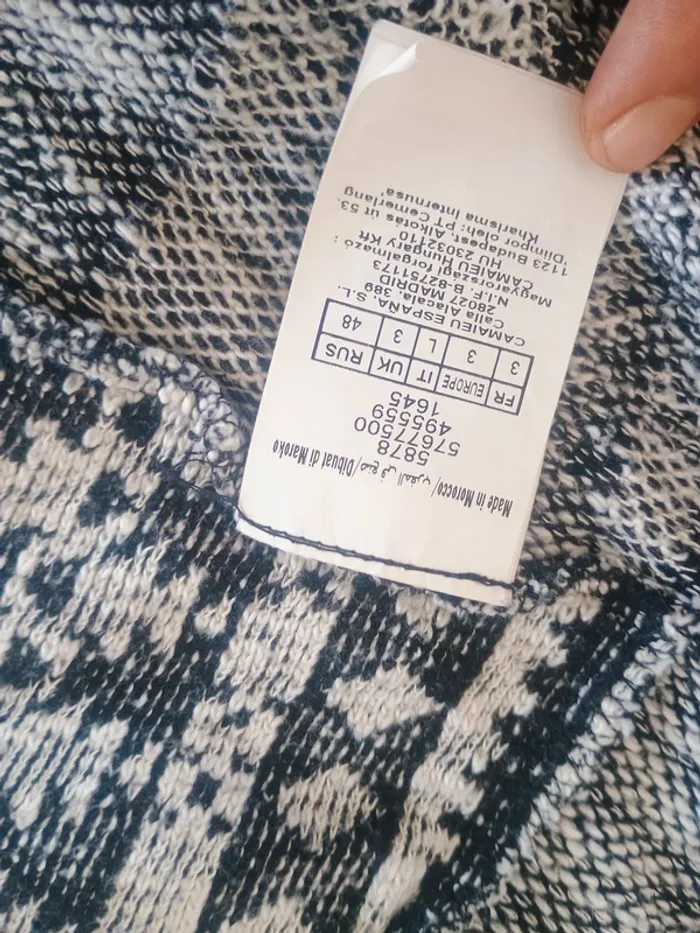 Made in Morocco/صنع في المغرب/Dibuat di Maroko
5878
57677500
495559
1645
FR EUROPE IT UK RUS
3 3 L 3 48
CAMAIEU ESPAÑA, S.L.
Calla Alacala. 389
28027 MADRID
N.I.F. B-82751173
Magyarországi forgalmazó :
CAMAIEU Hungary Kft
HU 23032710
1123 Budapest, Alkotás út 53.
'Diimpor oleh: PT Cemerlang
Kharisma Internusa'